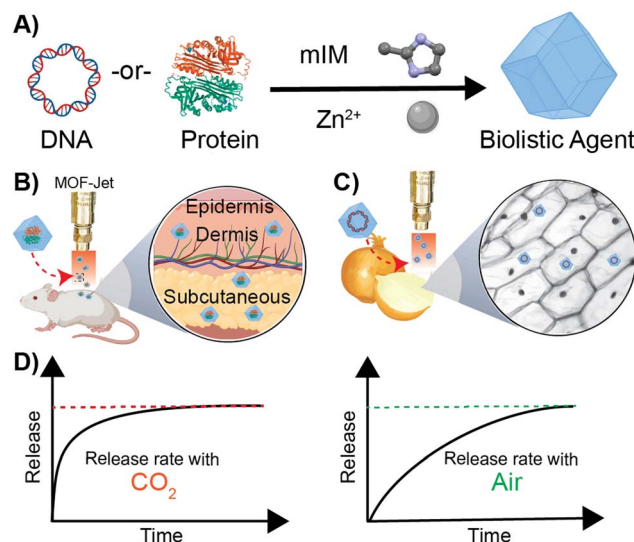 A)
DNA
-or-
Protein
mIM
Zn²⁺
Biolistic Agent
B)
MOF-Jet
Epidermis
Dermis
Subcutaneous
C)
D)
Release
Release rate with
CO₂
Time
Release
Release rate with
Air
Time